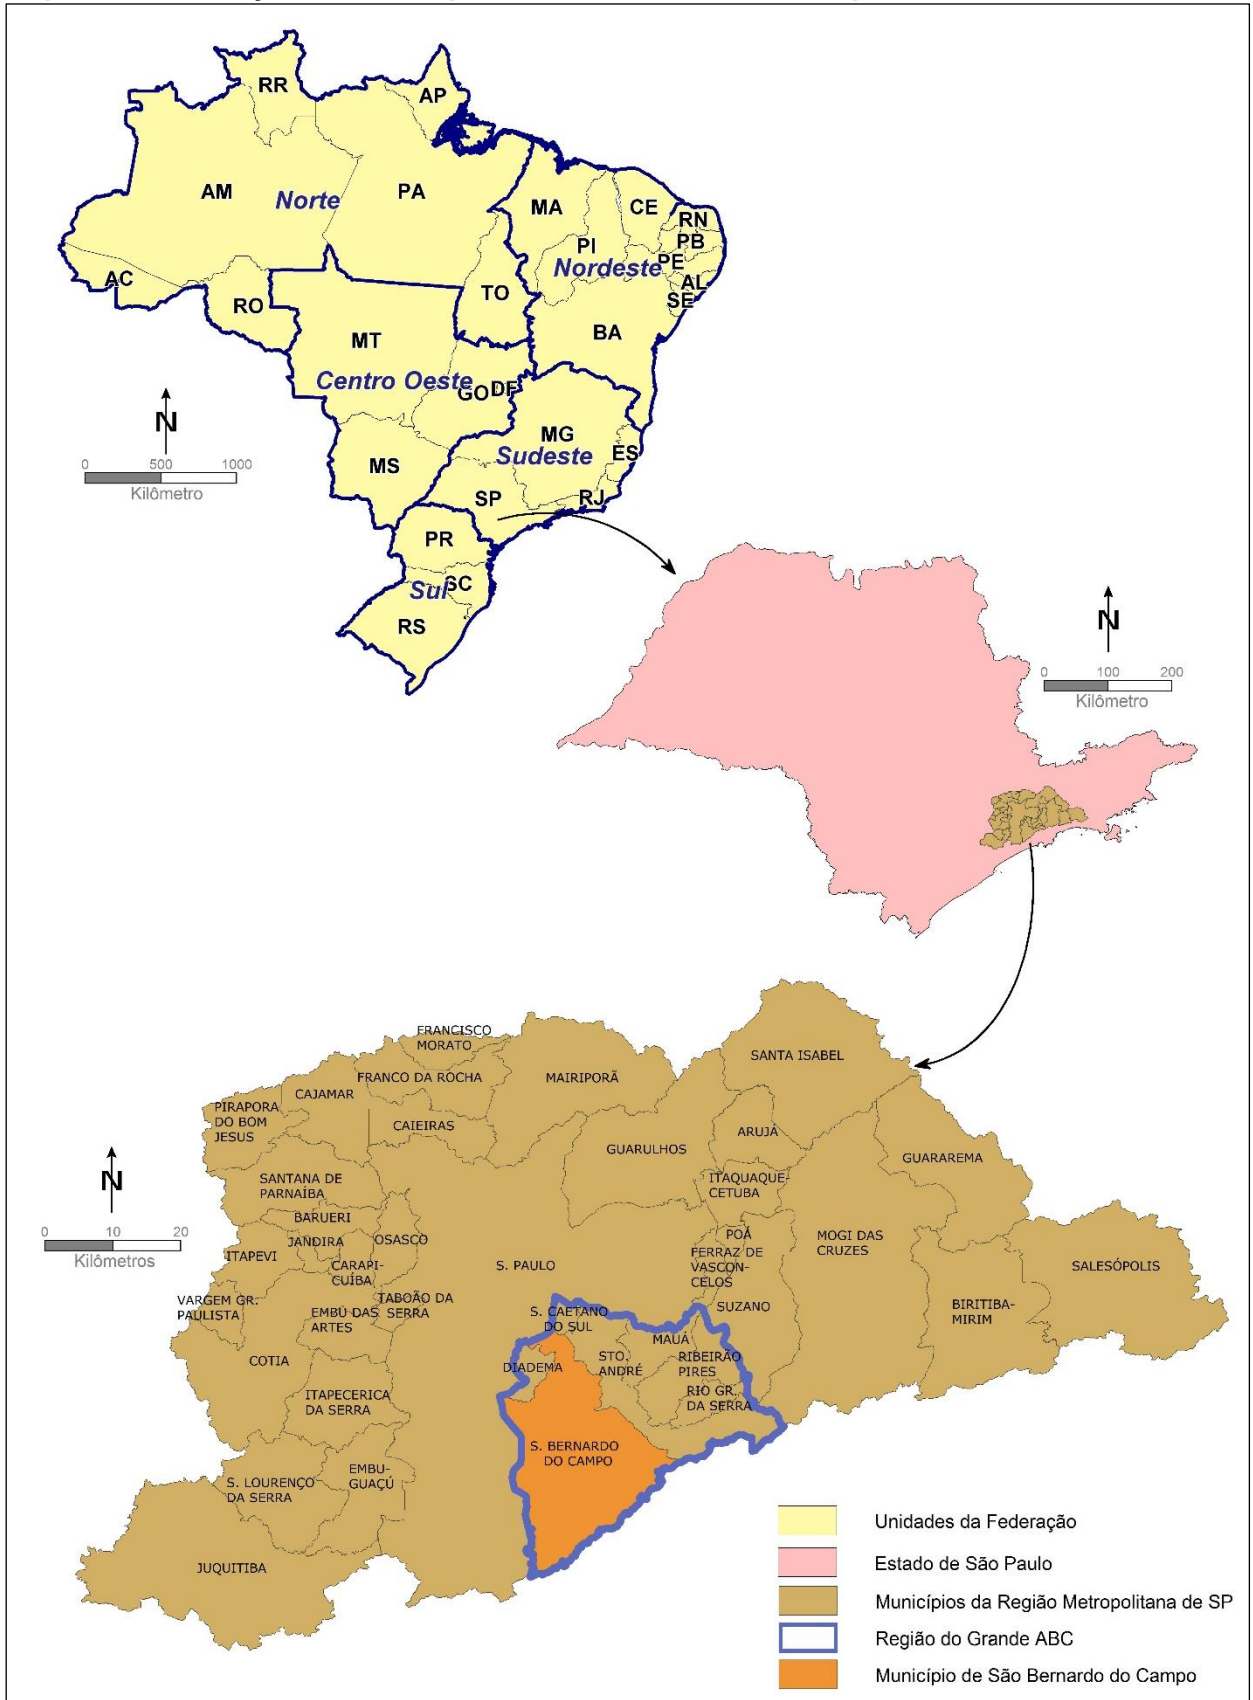 RR
AP
AM
PA
Norte
MA
CE
RN
PB
PI
PE
Nordeste
AL
SE
AC
RO
TO
MT
BA
Centro Oeste
GO
DF
MG
ES
Sudeste
MS
SP
RJ
PR
SC
Sul
RS
N
0 500 1000
Kilômetro
N
0 100 200
Kilômetro
FRANCISCO
MORATO
FRANCO DA ROCHA
MAIRIPORÃ
SANTA ISABEL
CAJAMAR
PIRAPORA
DO BOM
JESUS
CAIEIRAS
ARUJÁ
GUARULHOS
GUARAREMA
SANTANA DE
PARNAÍBA
ITAQUAQUE-
CETUBA
BARUERI
JANDIRA
OSASCO
ITAPEVI
CARAPI-
CUÍBA
POÁ
FERRAZ DE
VASCON-
CELOS
MOGI DAS
CRUZES
S. PAULO
SALESÓPOLIS
VARGEM GR.
PAULISTA
TABOÃO DA
SERRA
EMBÚ DAS
ARTES
SUZANO
BIRITIBA-
MIRIM
S. CAETANO
DO SUL
MAUÁ
COTIA
DIADEMA
STO.
ANDRÉ
RIBEIRÃO
PIRES
RIO GR.
DA SERRA
ITAPECERICA
DA SERRA
S. BERNARDO
DO CAMPO
EMBU-
GUAÇÚ
S. LOURENÇO
DA SERRA
JUQUITIBA
N
0 10 20
Kilômetros
Unidades da Federação
Estado de São Paulo
Municípios da Região Metropolitana de SP
Região do Grande ABC
Município de São Bernardo do Campo